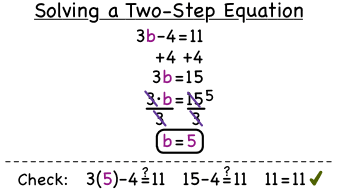 Solving a Two-Step Equation
3b-4=11
+4 +4
3b=15
3·b=15 5
3 3
b=5
Check: 3(5)-4≟11 15-4≟11 11=11 ✓